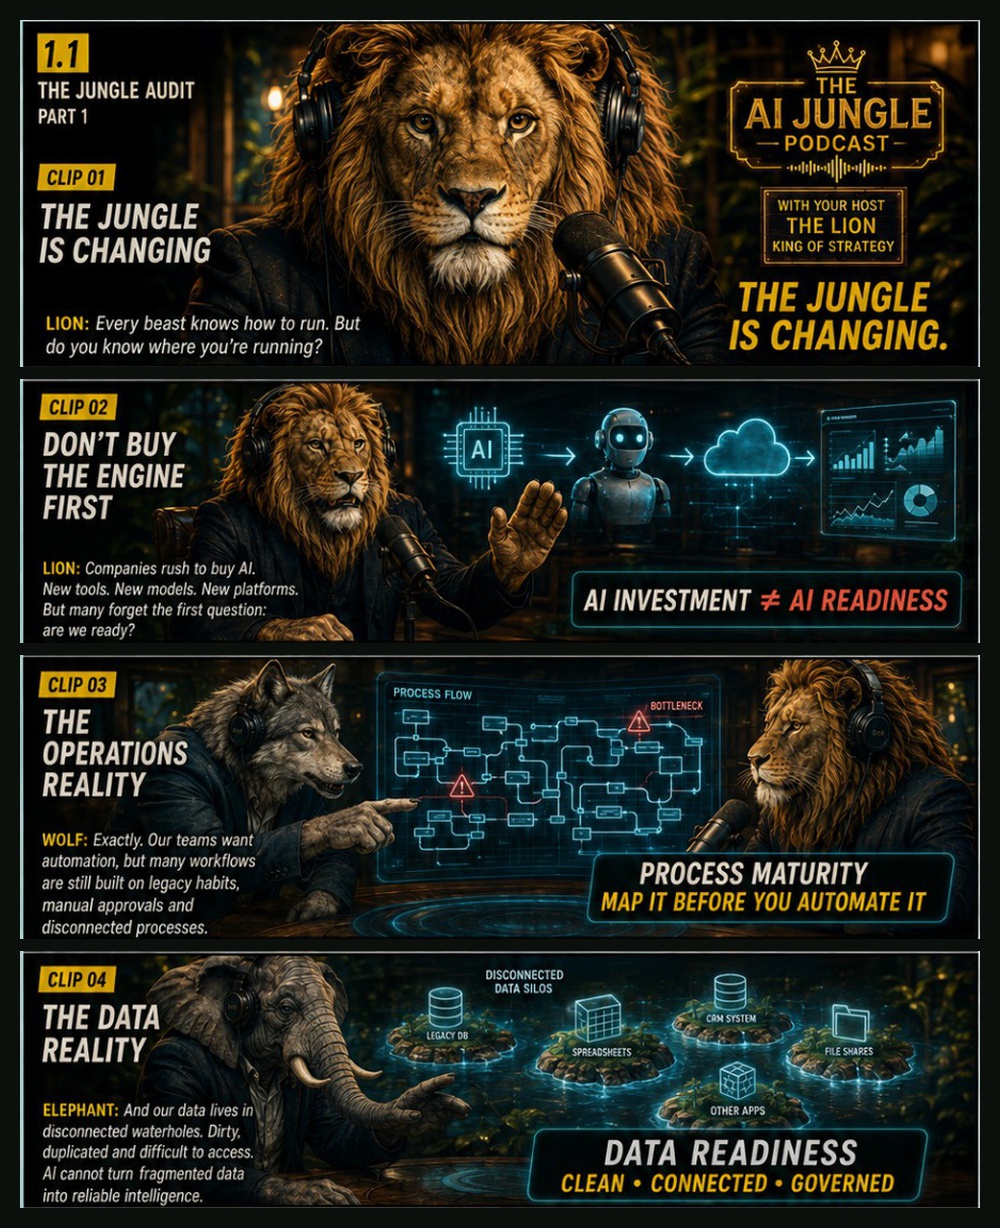 1.1
THE JUNGLE AUDIT
PART 1
CLIP 01
THE JUNGLE
IS CHANGING
LION: Every beast knows how to run. But
do you know where you’re running?
THE
AI JUNGLE
PODCAST
WITH YOUR HOST
THE LION
KING OF STRATEGY
THE JUNGLE
IS CHANGING.
CLIP 02
DON’T BUY
THE ENGINE
FIRST
LION: Companies rush to buy AI.
New tools. New models. New platforms.
But many forget the first question:
are we ready?
AI
AI INVESTMENT ≠ AI READINESS
CLIP 03
THE
OPERATIONS
REALITY
WOLF: Exactly. Our teams want
automation, but many workflows
are still built on legacy habits,
manual approvals and
disconnected processes.
PROCESS FLOW
BOTTLENECK
PROCESS MATURITY
MAP IT BEFORE YOU AUTOMATE IT
CLIP 04
THE DATA
REALITY
ELEPHANT: And our data lives in
disconnected waterholes. Dirty,
duplicated and difficult to access.
AI cannot turn fragmented data
into reliable intelligence.
DISCONNECTED
DATA SILOS
LEGACY DB
SPREADSHEETS
CRM SYSTEM
FILE SHARES
OTHER APPS
DATA READINESS
CLEAN • CONNECTED • GOVERNED